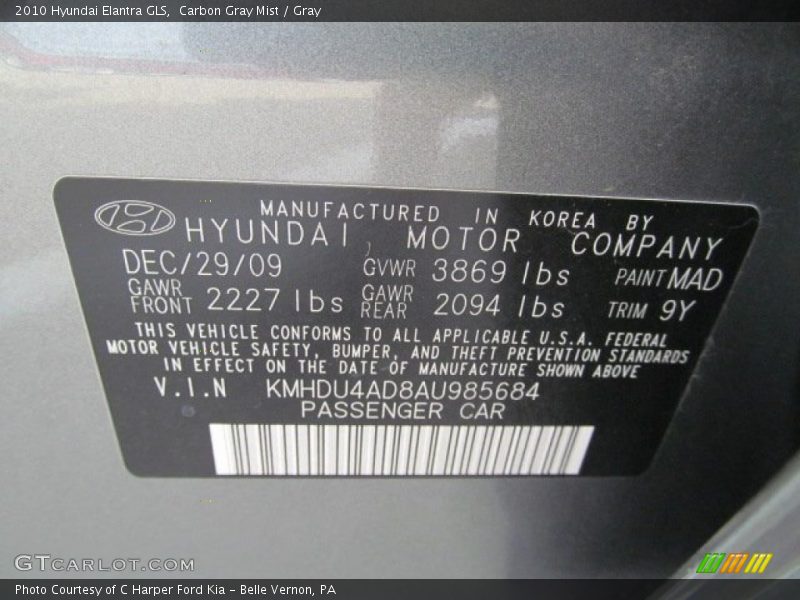 2010 Hyundai Elantra GLS, Carbon Gray Mist / Gray
MANUFACTURED IN KOREA BY
HYUNDAI MOTOR COMPANY
DEC/29/09 GVWR 3869 lbs PAINT MAD
GAWR FRONT 2227 lbs GAWR REAR 2094 lbs TRIM 9Y
THIS VEHICLE CONFORMS TO ALL APPLICABLE U.S.A. FEDERAL
MOTOR VEHICLE SAFETY, BUMPER, AND THEFT PREVENTION STANDARDS
IN EFFECT ON THE DATE OF MANUFACTURE SHOWN ABOVE
V.I.N KMHDU4AD8AU985684
PASSENGER CAR
GTCARLOT.COM
Photo Courtesy of C Harper Ford Kia - Belle Vernon, PA